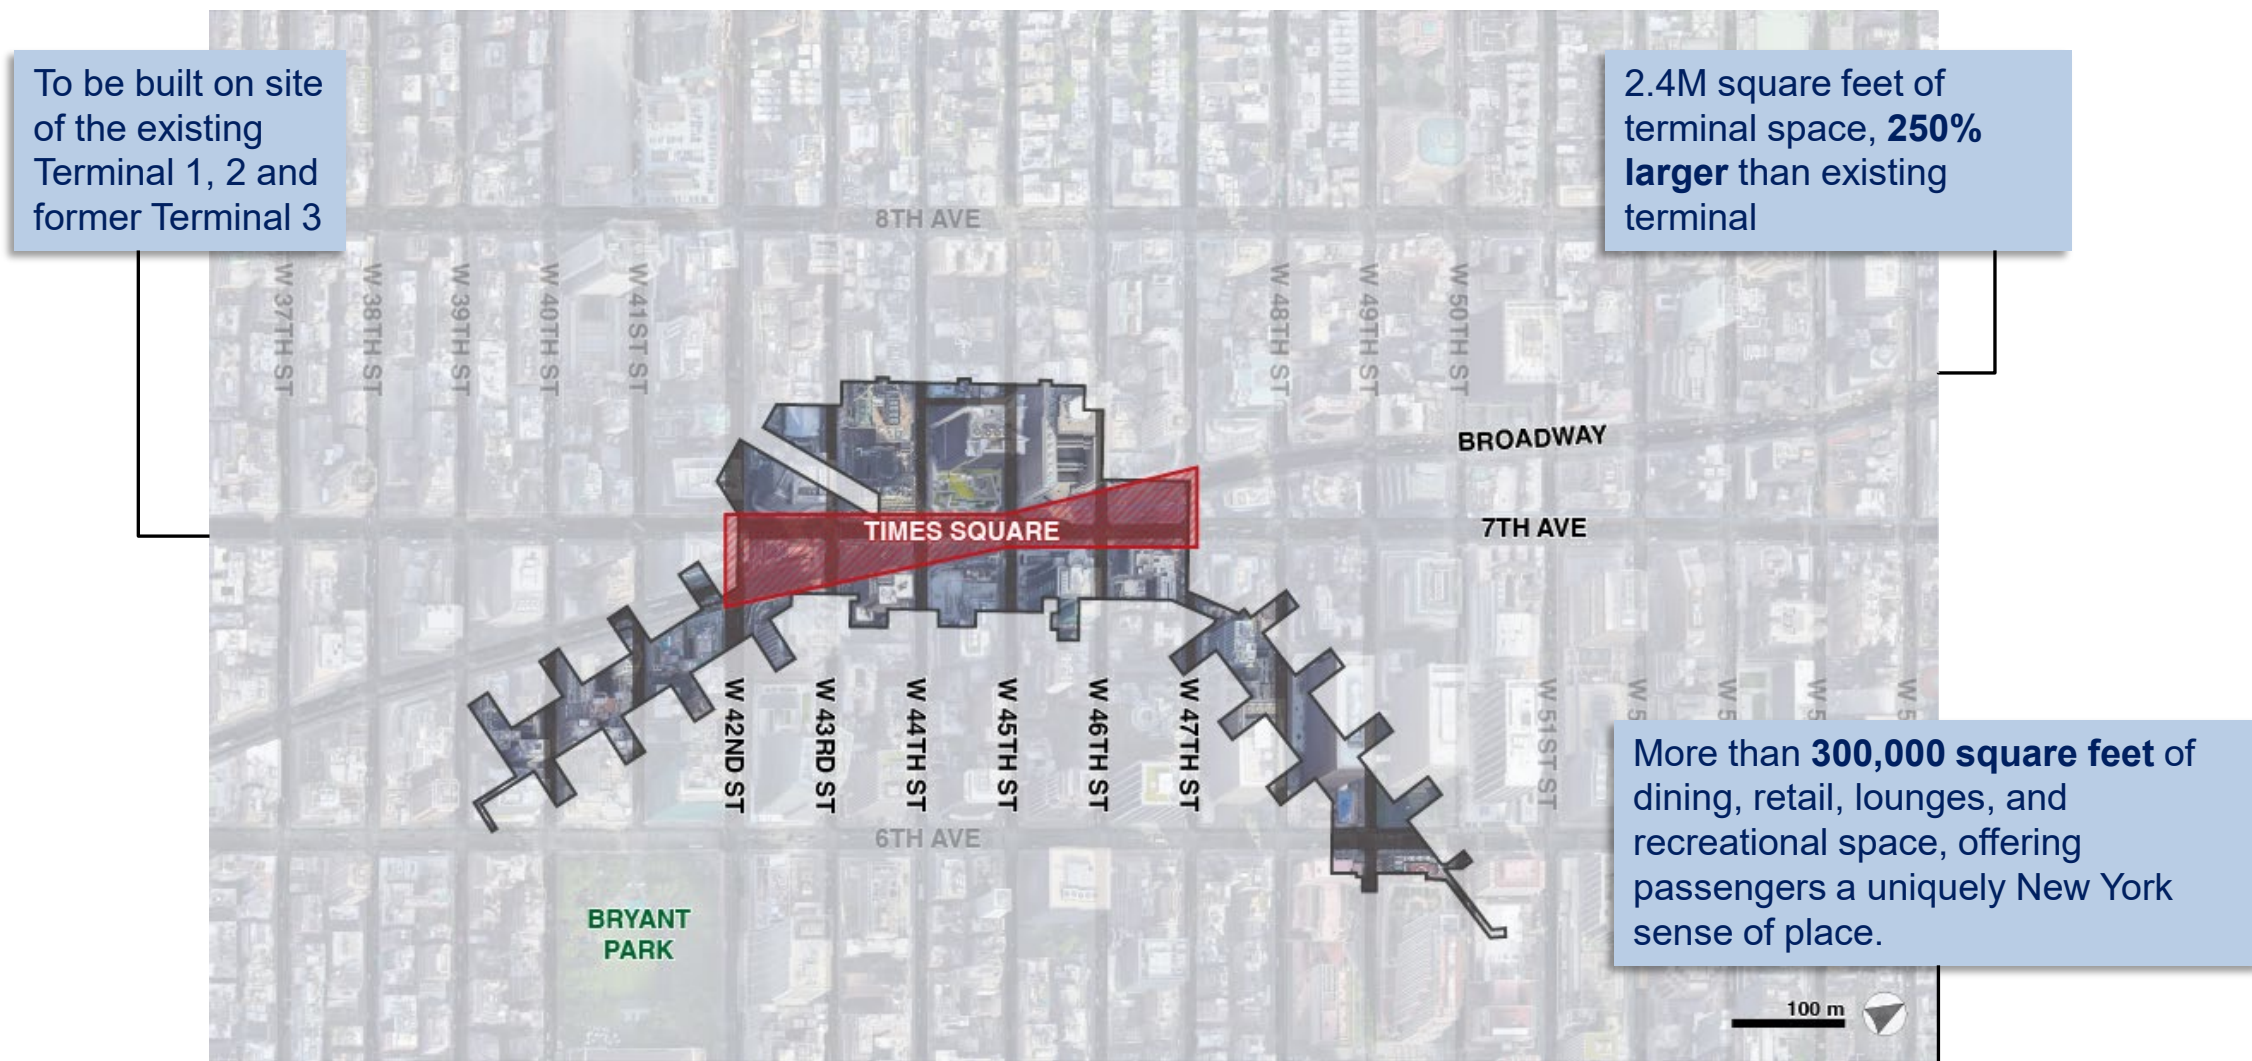 To be built on site
of the existing
Terminal 1, 2 and
former Terminal 3
2.4M square feet of
terminal space, 250%
larger than existing
terminal
8TH AVE
W 37TH ST
W 38TH ST
W 39TH ST
W 40TH ST
W 41ST ST
W 48TH ST
W 49TH ST
W 50TH ST
BROADWAY
TIMES SQUARE
7TH AVE
W 42ND ST
W 43RD ST
W 44TH ST
W 45TH ST
W 46TH ST
W 47TH ST
W 51ST ST
W 5
W 5
W 5
W 5
6TH AVE
More than 300,000 square feet of
dining, retail, lounges, and
recreational space, offering
passengers a uniquely New York
sense of place.
BRYANT
PARK
100 m